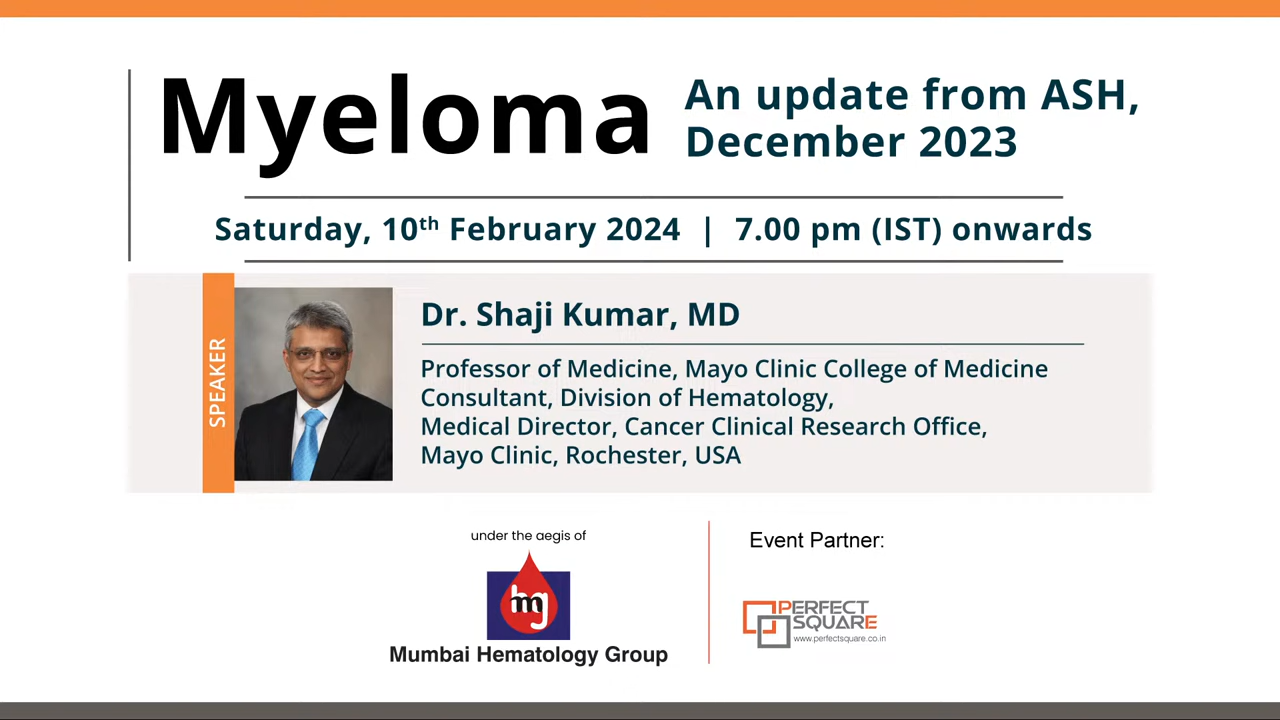 Myeloma
An update from ASH,
December 2023
Saturday, 10th February 2024 | 7.00 pm (IST) onwards
SPEAKER
Dr. Shaji Kumar, MD
Professor of Medicine, Mayo Clinic College of Medicine
Consultant, Division of Hematology,
Medical Director, Cancer Clinical Research Office,
Mayo Clinic, Rochester, USA
under the aegis of
mg
Mumbai Hematology Group
Event Partner:
PERFECT
SQUARE
www.perfectsquare.co.in